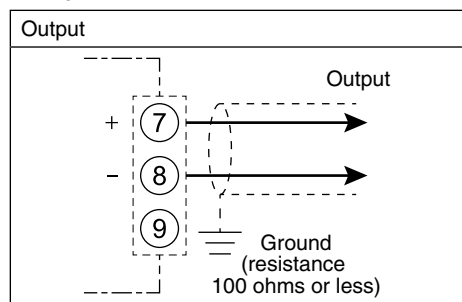 Output
Output
+ 7
− 8
9
Ground
(resistance
100 ohms or less)